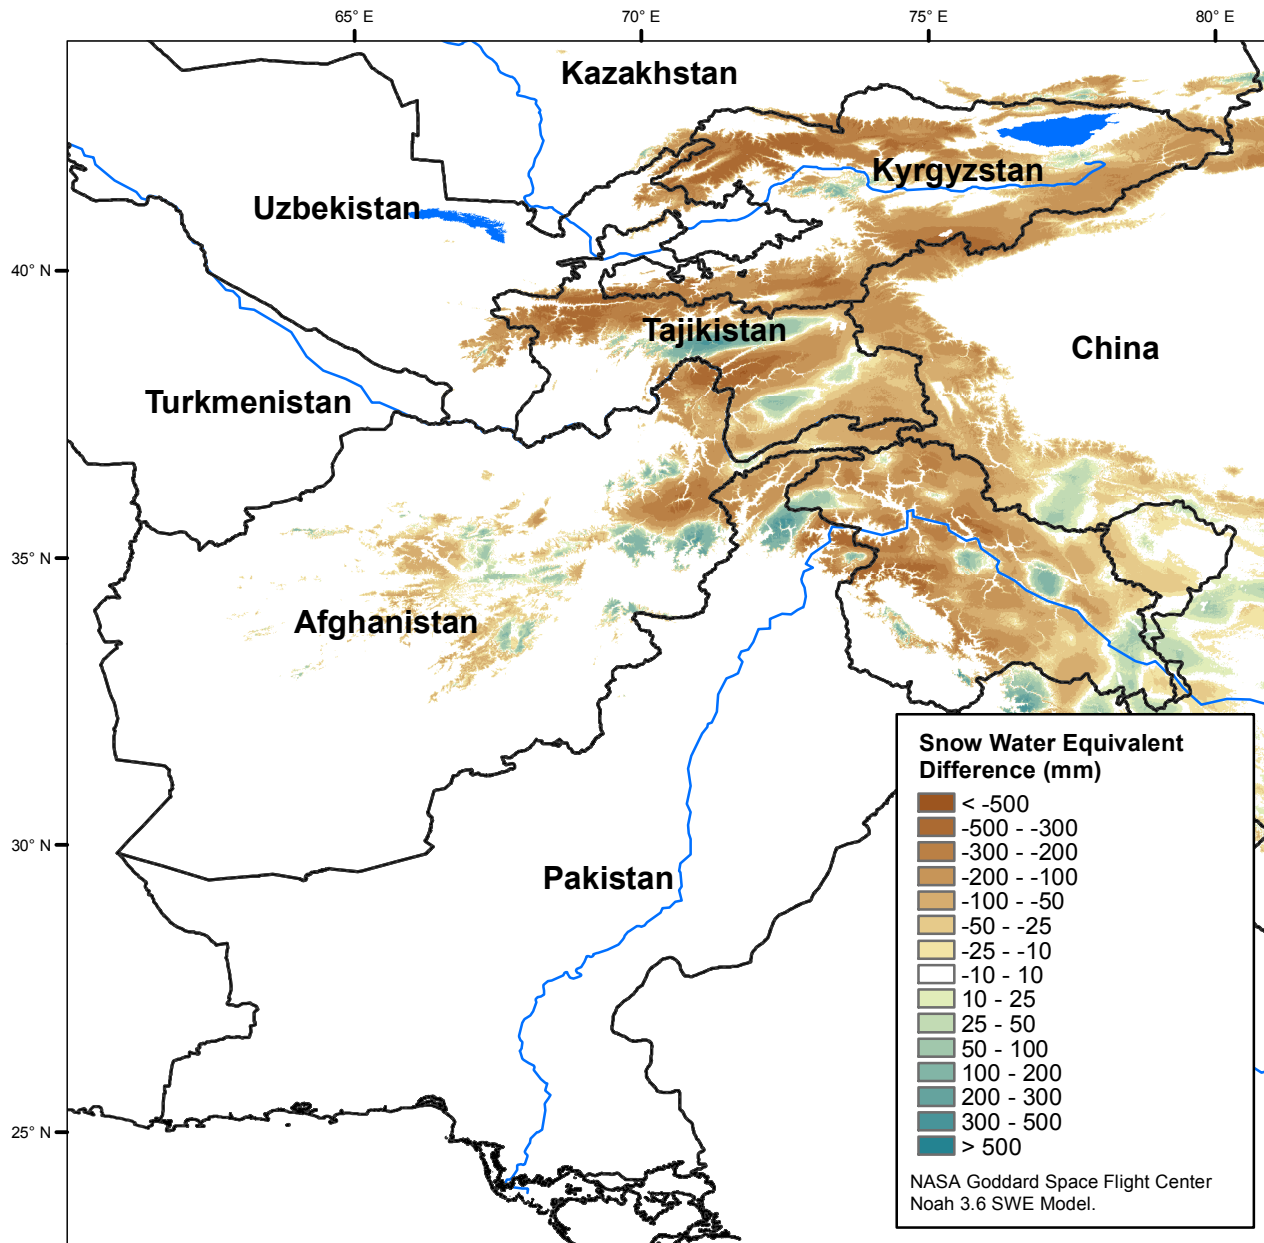 65° E
70° E
75° E
80° E
Kazakhstan
Kyrgyzstan
Uzbekistan
40° N
Tajikistan
China
Turkmenistan
35° N
Afghanistan
30° N
Pakistan
25° N
Snow Water Equivalent
Difference (mm)
< -500
-500 - -300
-300 - -200
-200 - -100
-100 - -50
-50 - -25
-25 - -10
-10 - 10
10 - 25
25 - 50
50 - 100
100 - 200
200 - 300
300 - 500
> 500
NASA Goddard Space Flight Center
Noah 3.6 SWE Model.